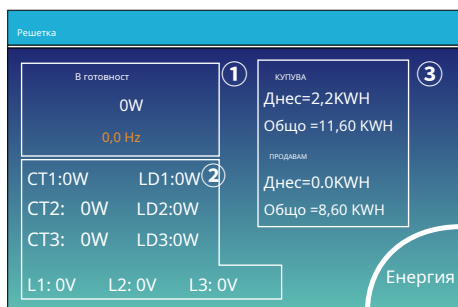 Решетка
В готовност
①
0W
0,0 Hz
CT1:0W LD1:0W
②
CT2: 0W LD2:0W
CT3: 0W LD3:0W
L1: 0V L2: 0V L3: 0V
③
КУПУВА
Днес=2,2KWH
Общо =11,60 KWH
ПРОДАВАМ
Днес=0.0KWH
Общо =8,60 KWH
Енергия